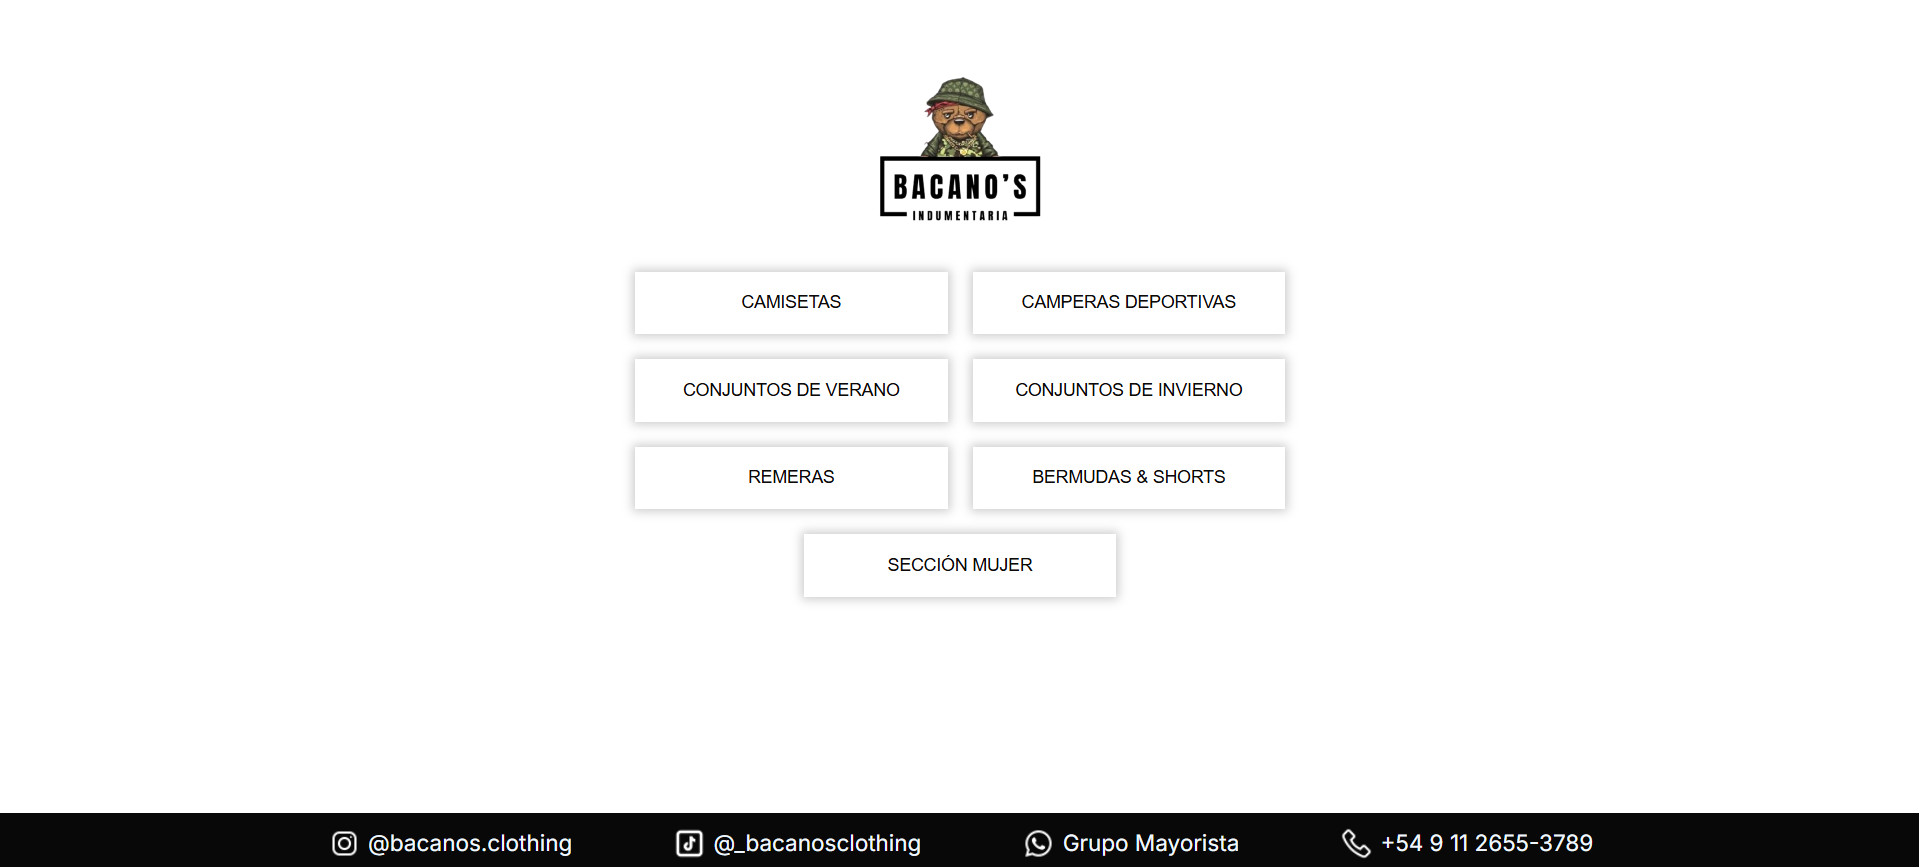 BACANO'S
INDUMENTARIA
CAMISETAS
CAMPERAS DEPORTIVAS
CONJUNTOS DE VERANO
CONJUNTOS DE INVIERNO
REMERAS
BERMUDAS & SHORTS
SECCIÓN MUJER
@bacanos.clothing
@_bacanosclothing
Grupo Mayorista
+54 9 11 2655-3789